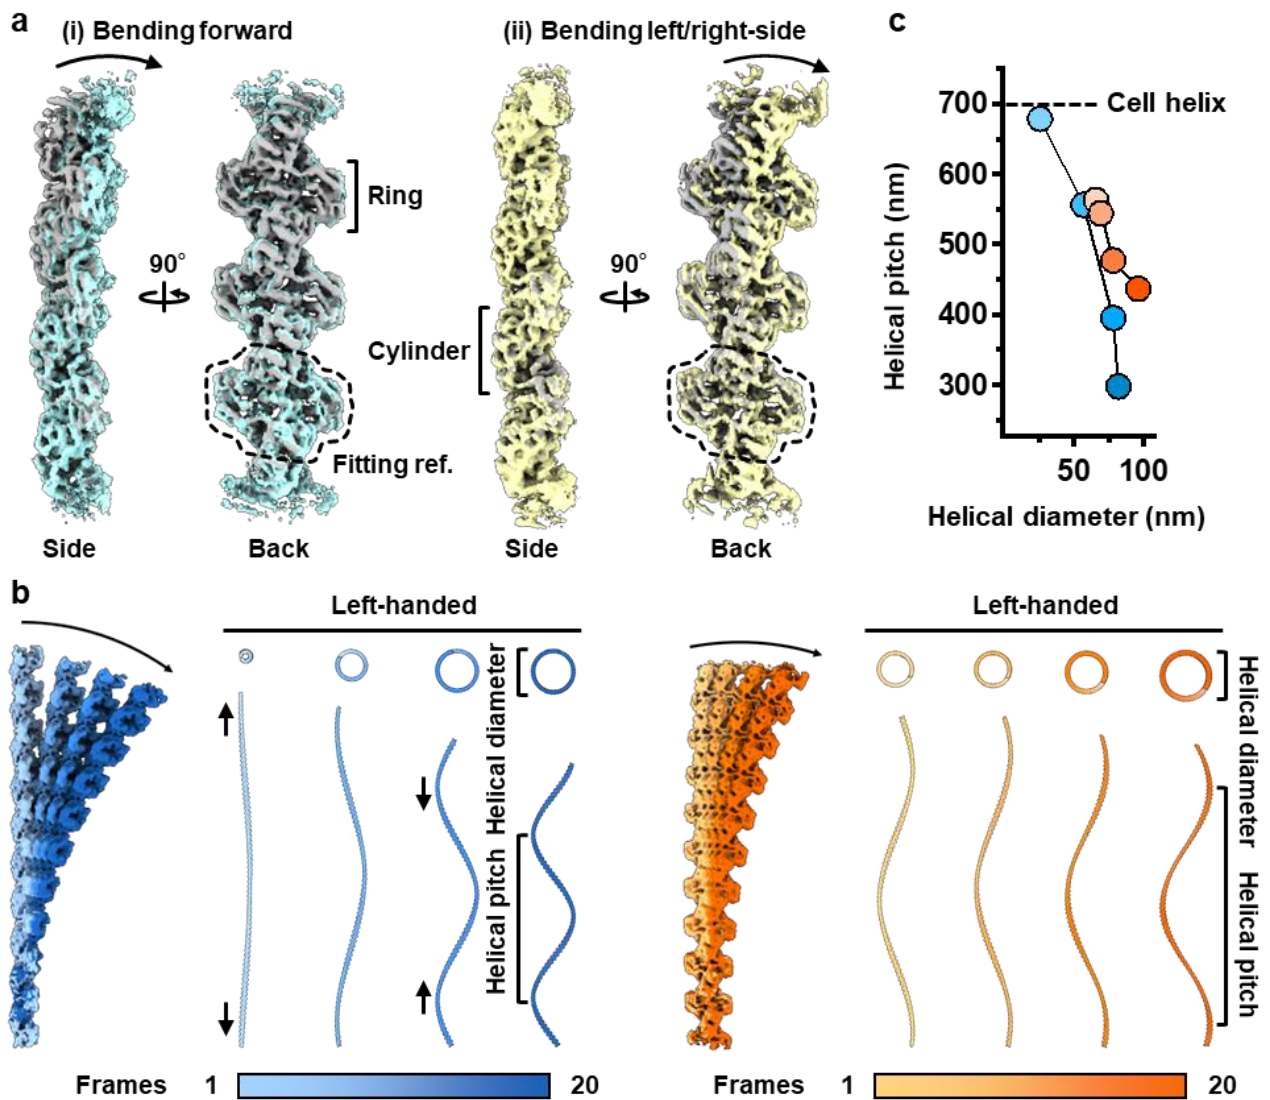 a
(i) Bending forward
(ii) Bending left/right-side
Ring
90°
90°
Cylinder
Fitting ref.
Side
Back
Side
Back
c
700
600
500
400
300
Cell helix
Helical pitch (nm)
50
100
Helical diameter (nm)
b
Left-handed
Helical diameter
Helical pitch
Frames
1
20
Left-handed
Helical diameter
Helical pitch
Frames
1
20